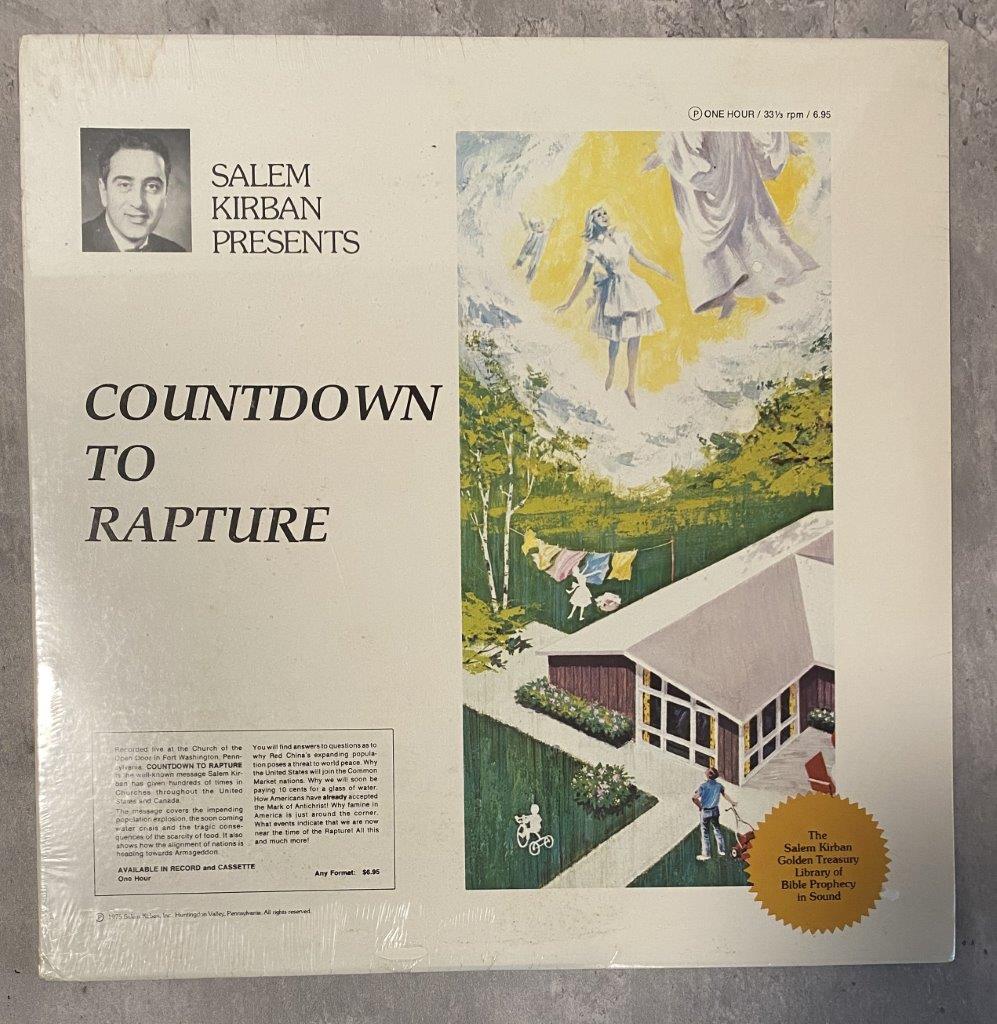 Ⓟ ONE HOUR / 33⅓ rpm / 6.95
SALEM
KIRBAN
PRESENTS
COUNTDOWN
TO
RAPTURE
Recorded live at the Church of the
Open Door in Fort Washington, Penn-
sylvania. COUNTDOWN TO RAPTURE
is the well-known message Salem Kir-
ban has given hundreds of times in
Churches throughout the United
States and Canada.
The message covers the impending
population explosion, the soon coming
water crisis and the tragic conse-
quences of the scarcity of food. It also
shows how the alignment of nations is
heading towards Armageddon.
You will find answers to questions as to
why Red China's expanding popula-
tion poses a threat to world peace. Why
the United States will join the Common
Market nations. Why we will soon be
paying 10 cents for a glass of water.
How Americans have already accepted
the Mark of Antichrist! Why famine in
America is just around the corner.
What events indicate that we are now
near the time of the Rapture! All this
and much more!
AVAILABLE IN RECORD and CASSETTE
One Hour
Any Format: $6.95
Ⓟ 1975 Salem Kirban, Inc. Huntingdon Valley, Pennsylvania. All rights reserved.
The
Salem Kirban
Golden Treasury
Library of
Bible Prophecy
in Sound